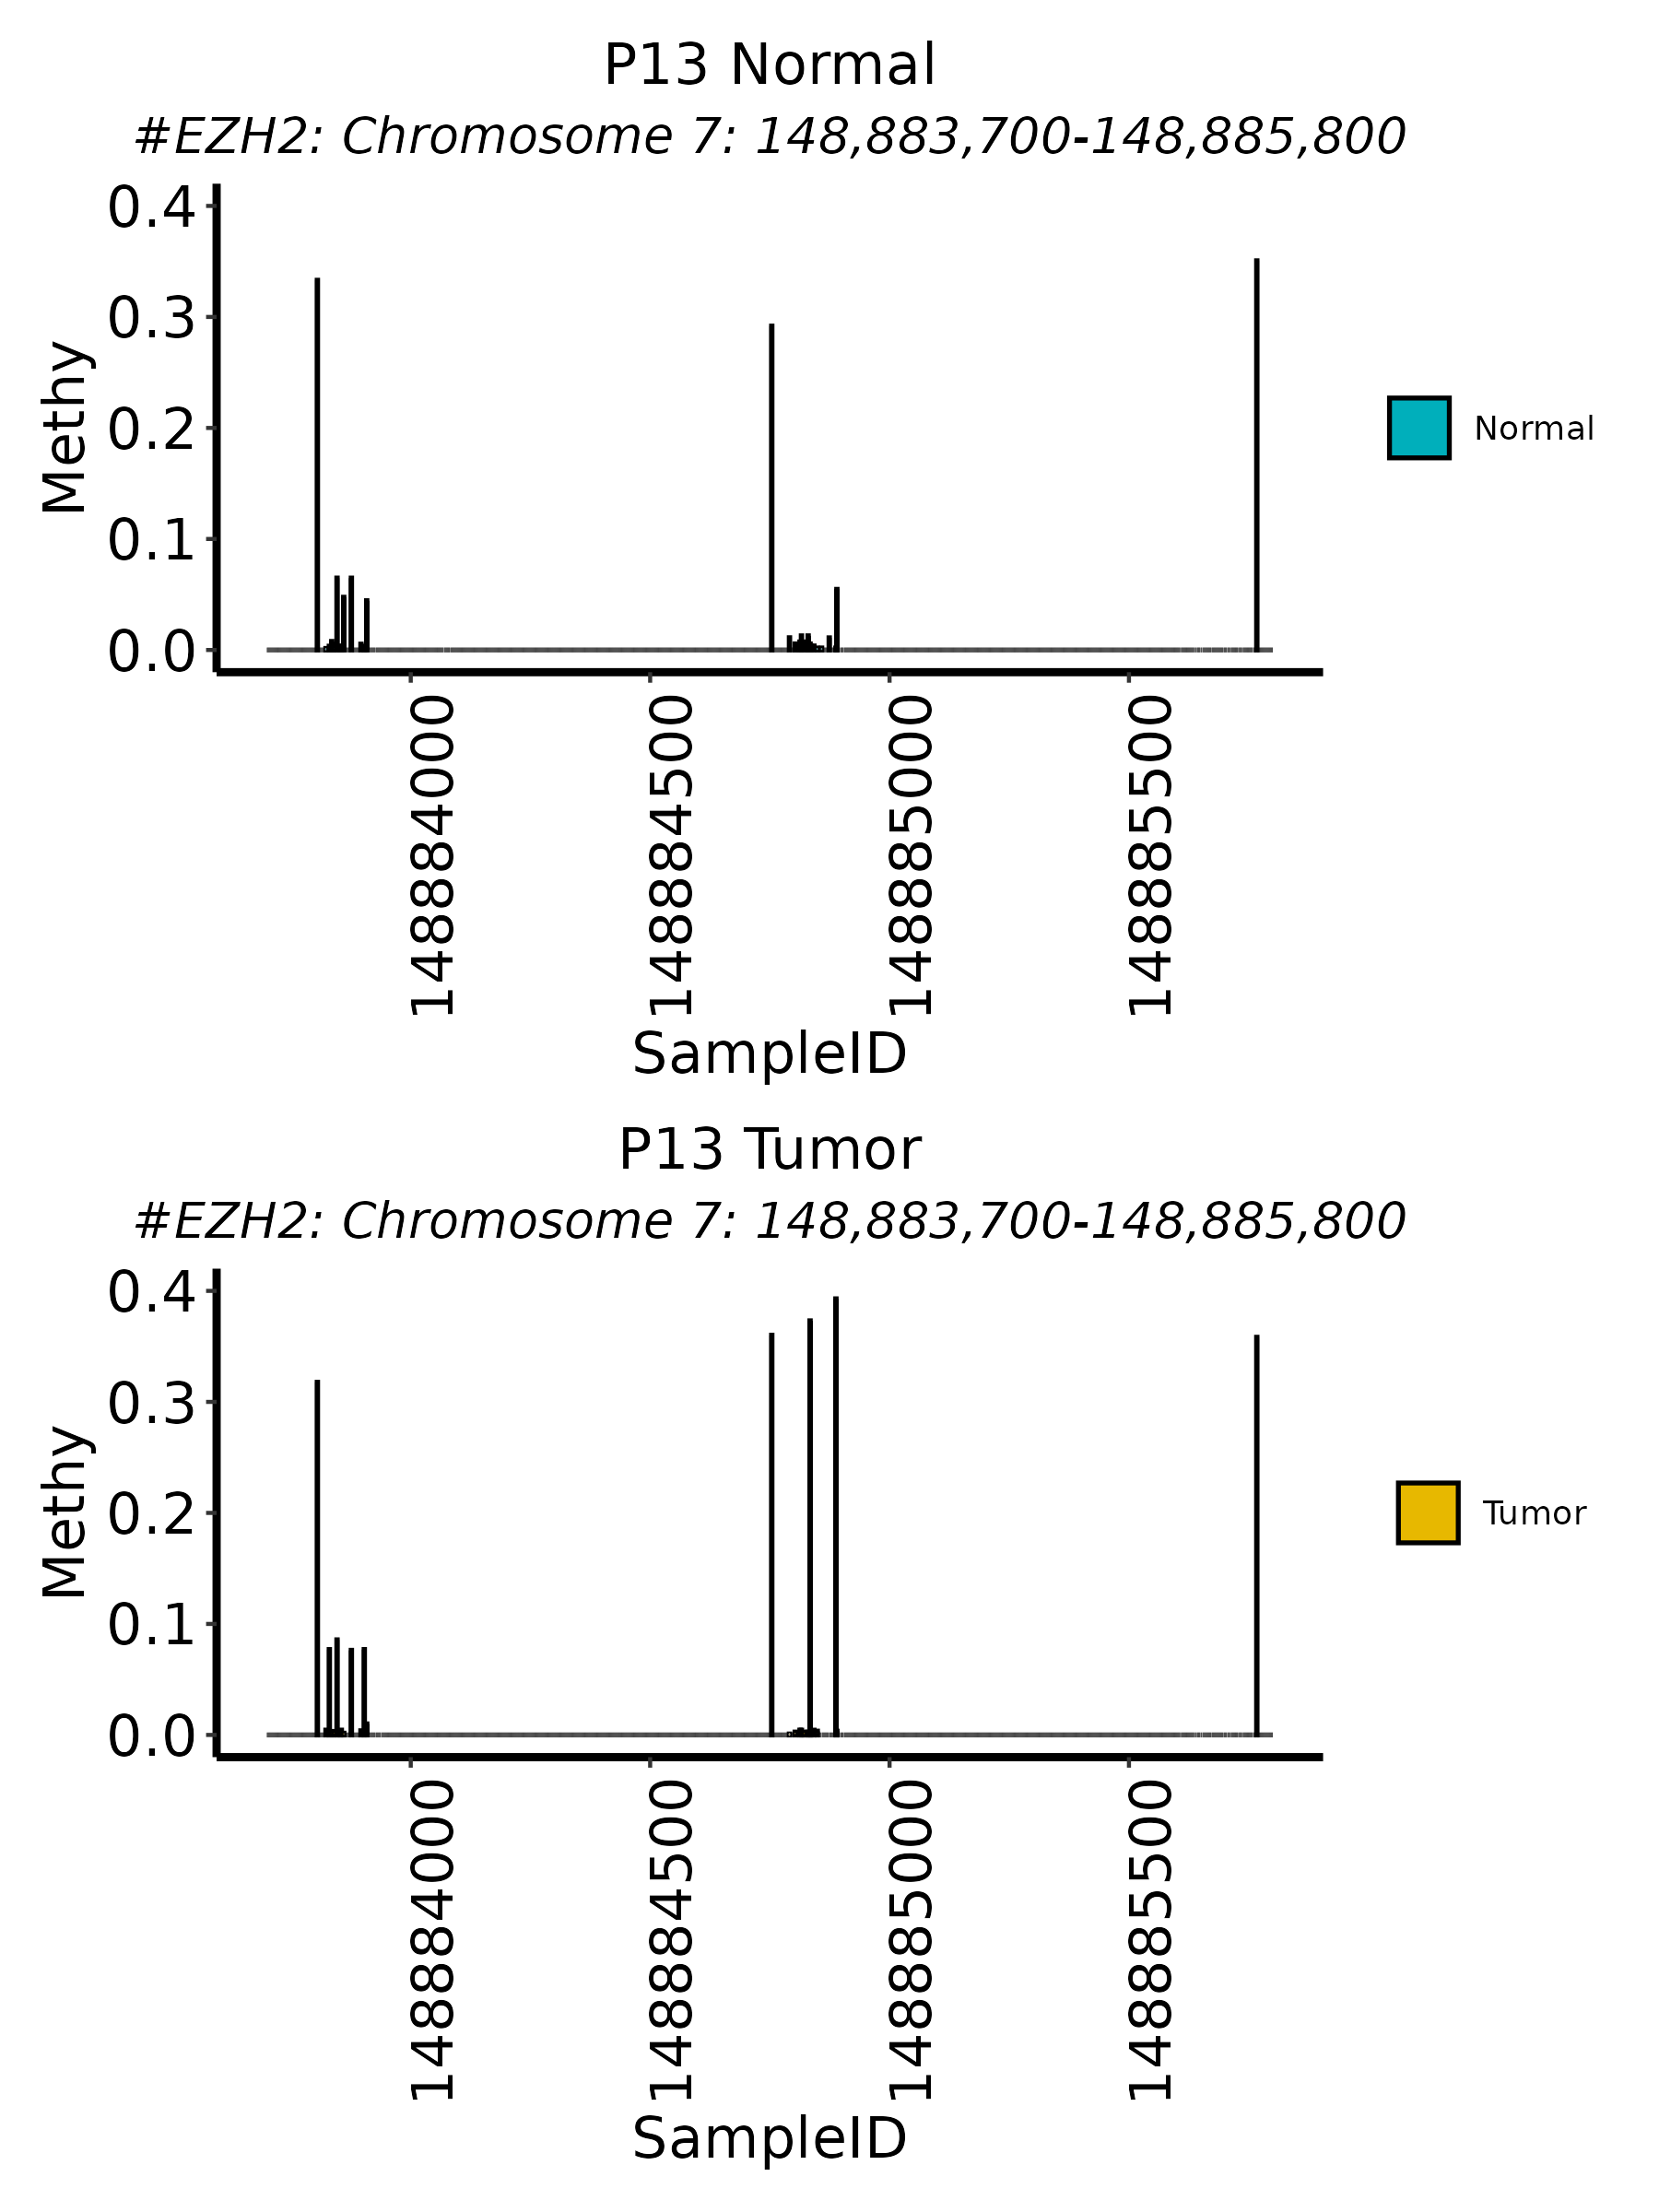 P13 Normal
#EZH2: Chromosome 7: 148,883,700-148,885,800
0.4
0.3
0.2
0.1
0.0
Methy
Normal
148884000
148884500
148885000
148885500
SampleID
P13 Tumor
#EZH2: Chromosome 7: 148,883,700-148,885,800
0.4
0.3
0.2
0.1
0.0
Methy
Tumor
148884000
148884500
148885000
148885500
SampleID